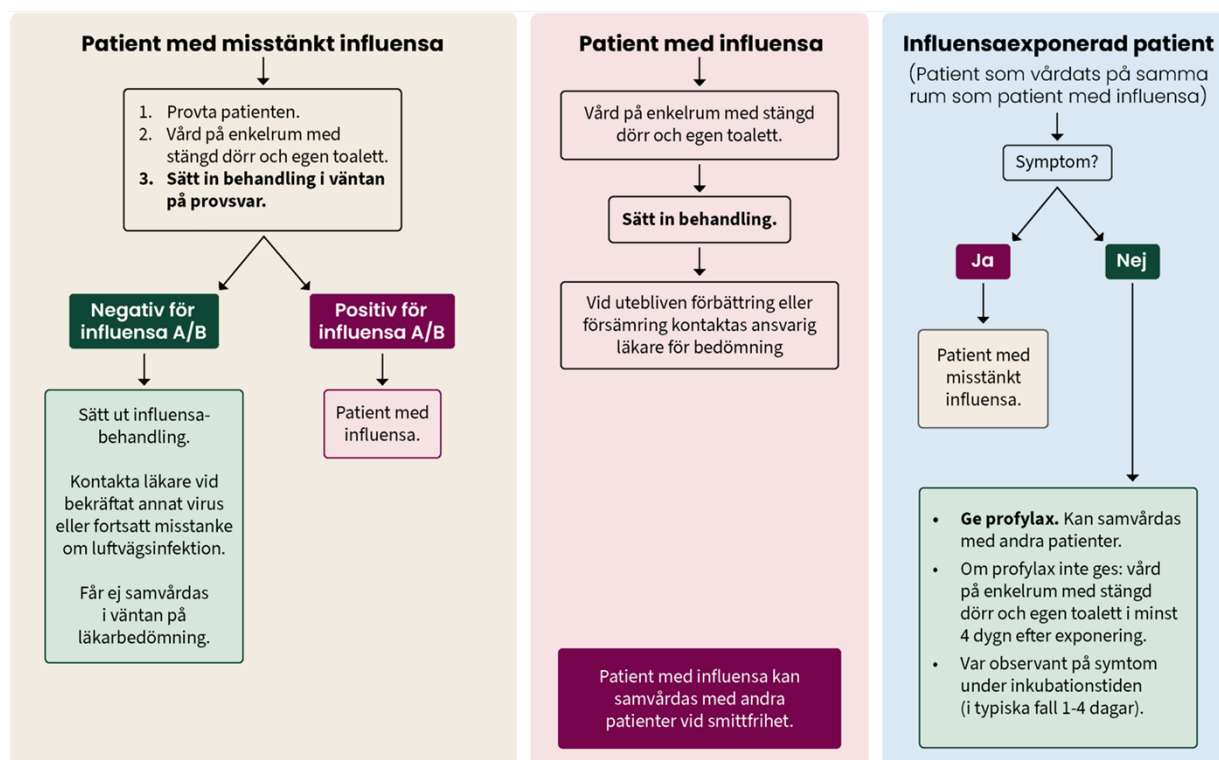 Patient med misstänkt influensa
1. Provta patienten.
2. Vård på enkelrum med
stängd dörr och egen toalett.
3. Sätt in behandling i väntan
på provsvar.
Negativ för
influensa A/B
Positiv för
influensa A/B
Sätt ut influensa-
behandling.
Kontakta läkare vid
bekräftat annat virus
eller fortsatt misstanke
om luftvägsinfektion.
Får ej samvårdas
i väntan på
läkarbedömning.
Patient med
influensa.
Patient med influensa
Vård på enkelrum med stängd
dörr och egen toalett.
Sätt in behandling.
Vid utebliven förbättring eller
försämring kontaktas ansvarig
läkare för bedömning
Patient med influensa kan
samvårdas med andra
patienter vid smittfrihet.
Influensaexponerad patient
(Patient som vårdats på samma
rum som patient med influensa)
Symptom?
Ja
Nej
Patient med
misstänkt
influensa.
• Ge profylax. Kan samvårdas
med andra patienter.
• Om profylax inte ges: vård
på enkelrum med stängd
dörr och egen toalett i minst
4 dygn efter exponering.
• Var observant på symtom
under inkubationstiden
(i typiska fall 1-4 dagar).